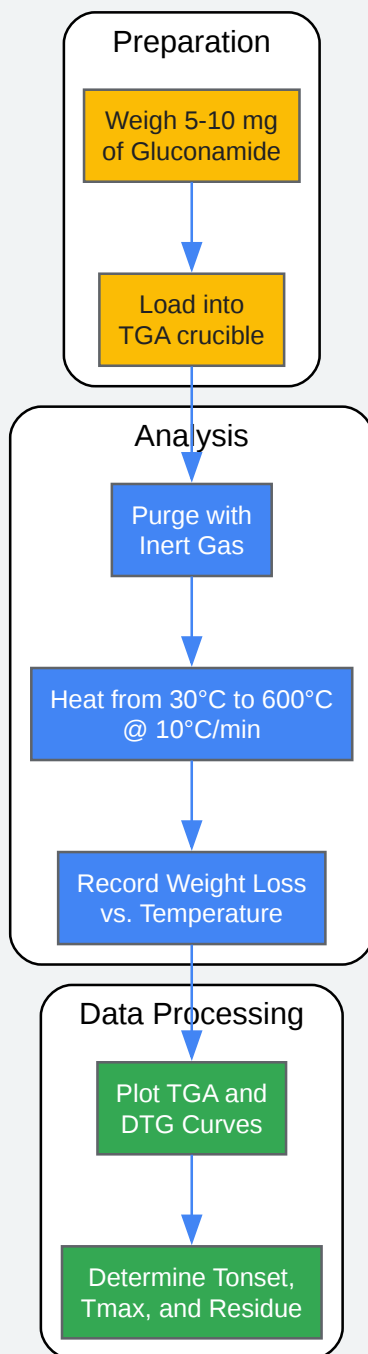 Preparation
Weigh 5-10 mg
of Gluconamide
Load into
TGA crucible
Analysis
Purge with
Inert Gas
Heat from 30°C to 600°C
@ 10°C/min
Record Weight Loss
vs. Temperature
Data Processing
Plot TGA and
DTG Curves
Determine Tonset,
Tmax, and Residue